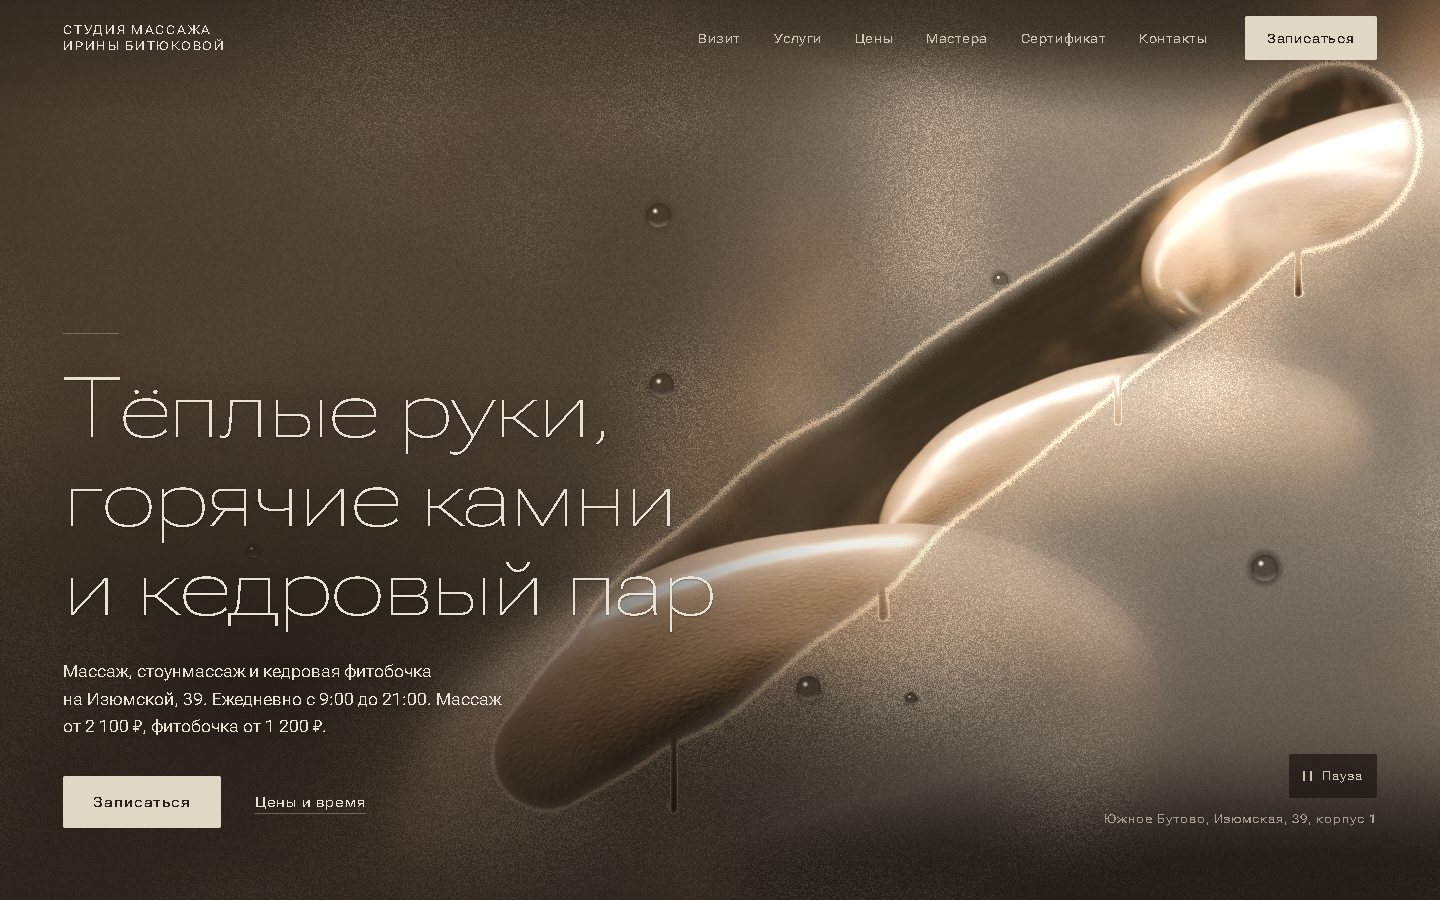 СТУДИЯ МАССАЖА
ИРИНЫ БИТЮКОВОЙ
Визит Услуги Цены Мастера Сертификат Контакты Записаться
Тёплые руки,
горячие камни
и кедровый пар
Массаж, стоунмассаж и кедровая фитобочка
на Изюмской, 39. Ежедневно с 9:00 до 21:00. Массаж
от 2 100 ₽, фитобочка от 1 200 ₽.
Записаться Цены и время
Пауза
Южное Бутово, Изюмская, 39, корпус 1